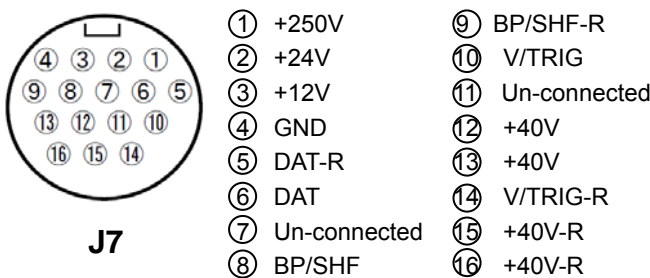 ④ ③ ② ①
⑨ ⑧ ⑦ ⑥ ⑤
⑬ ⑫ ⑪ ⑩
⑯ ⑮ ⑭
J7
① +250V
② +24V
③ +12V
④ GND
⑤ DAT-R
⑥ DAT
⑦ Un-connected
⑧ BP/SHF
⑨ BP/SHF-R
⑩ V/TRIG
⑪ Un-connected
⑫ +40V
⑬ +40V
⑭ V/TRIG-R
⑮ +40V-R
⑯ +40V-R